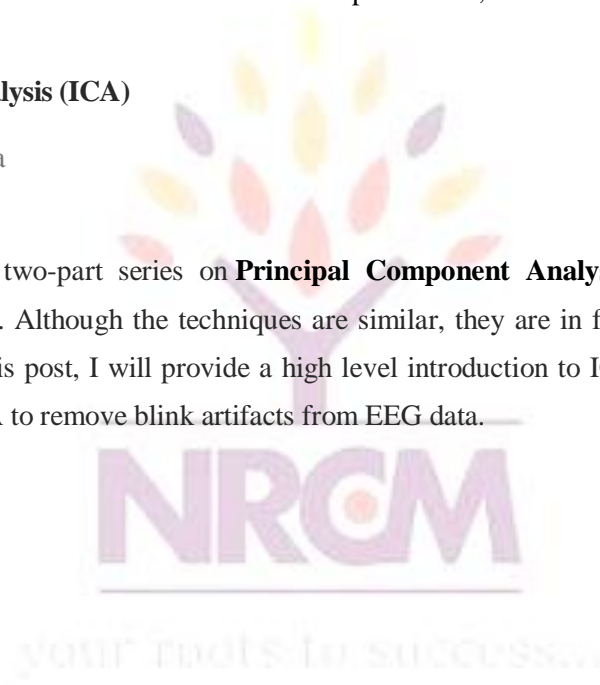 lysis (ICA)
a
two-part series on Principal Component Analys
. Although the techniques are similar, they are in f
is post, I will provide a high level introduction to I
to remove blink artifacts from EEG data.
NRCM
your roots to success...